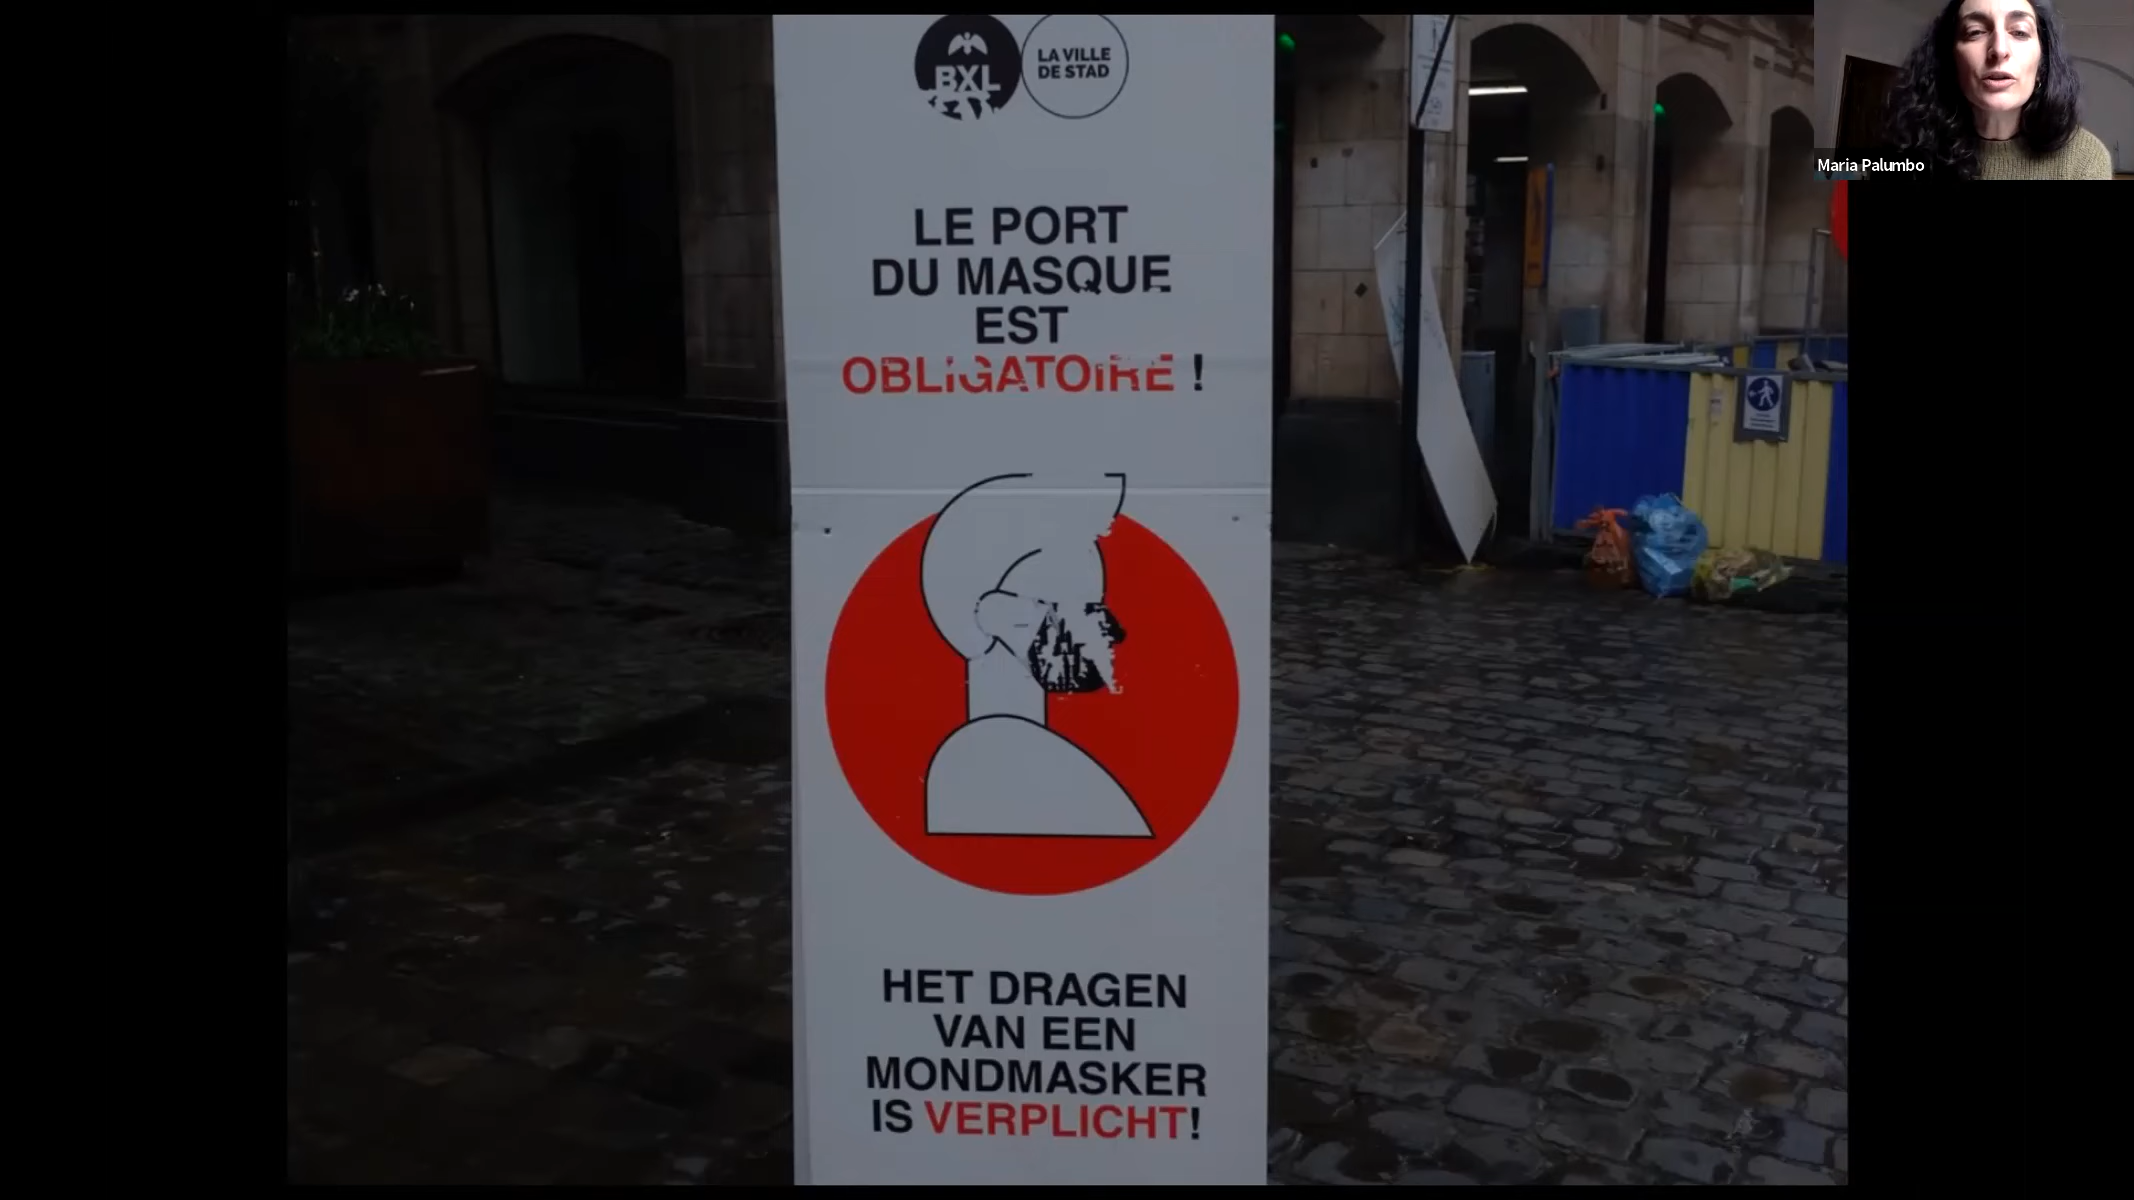 BXL
LA VILLE
DE STAD
LE PORT
DU MASQUE
EST
OBLIGATOIRE !
HET DRAGEN
VAN EEN
MONDMASKER
IS VERPLICHT!
Maria Palumbo